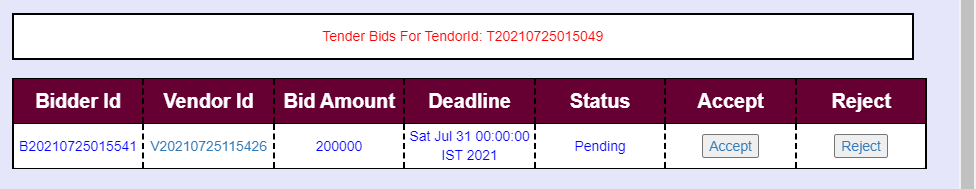 Tender Bids For TendorId: T20210725015049
Bidder Id Vendor Id Bid Amount Deadline Status Accept Reject
B20210725015541 V20210725115426 200000 Sat Jul 31 00:00:00 IST 2021 Pending Accept Reject